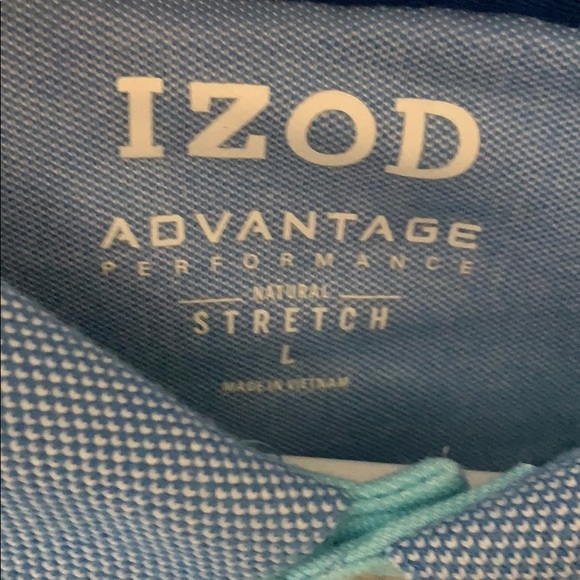 IZOD
ADVANTAGE
PERFORMANCE
NATURAL
STRETCH
L
MADE IN VIETNAM